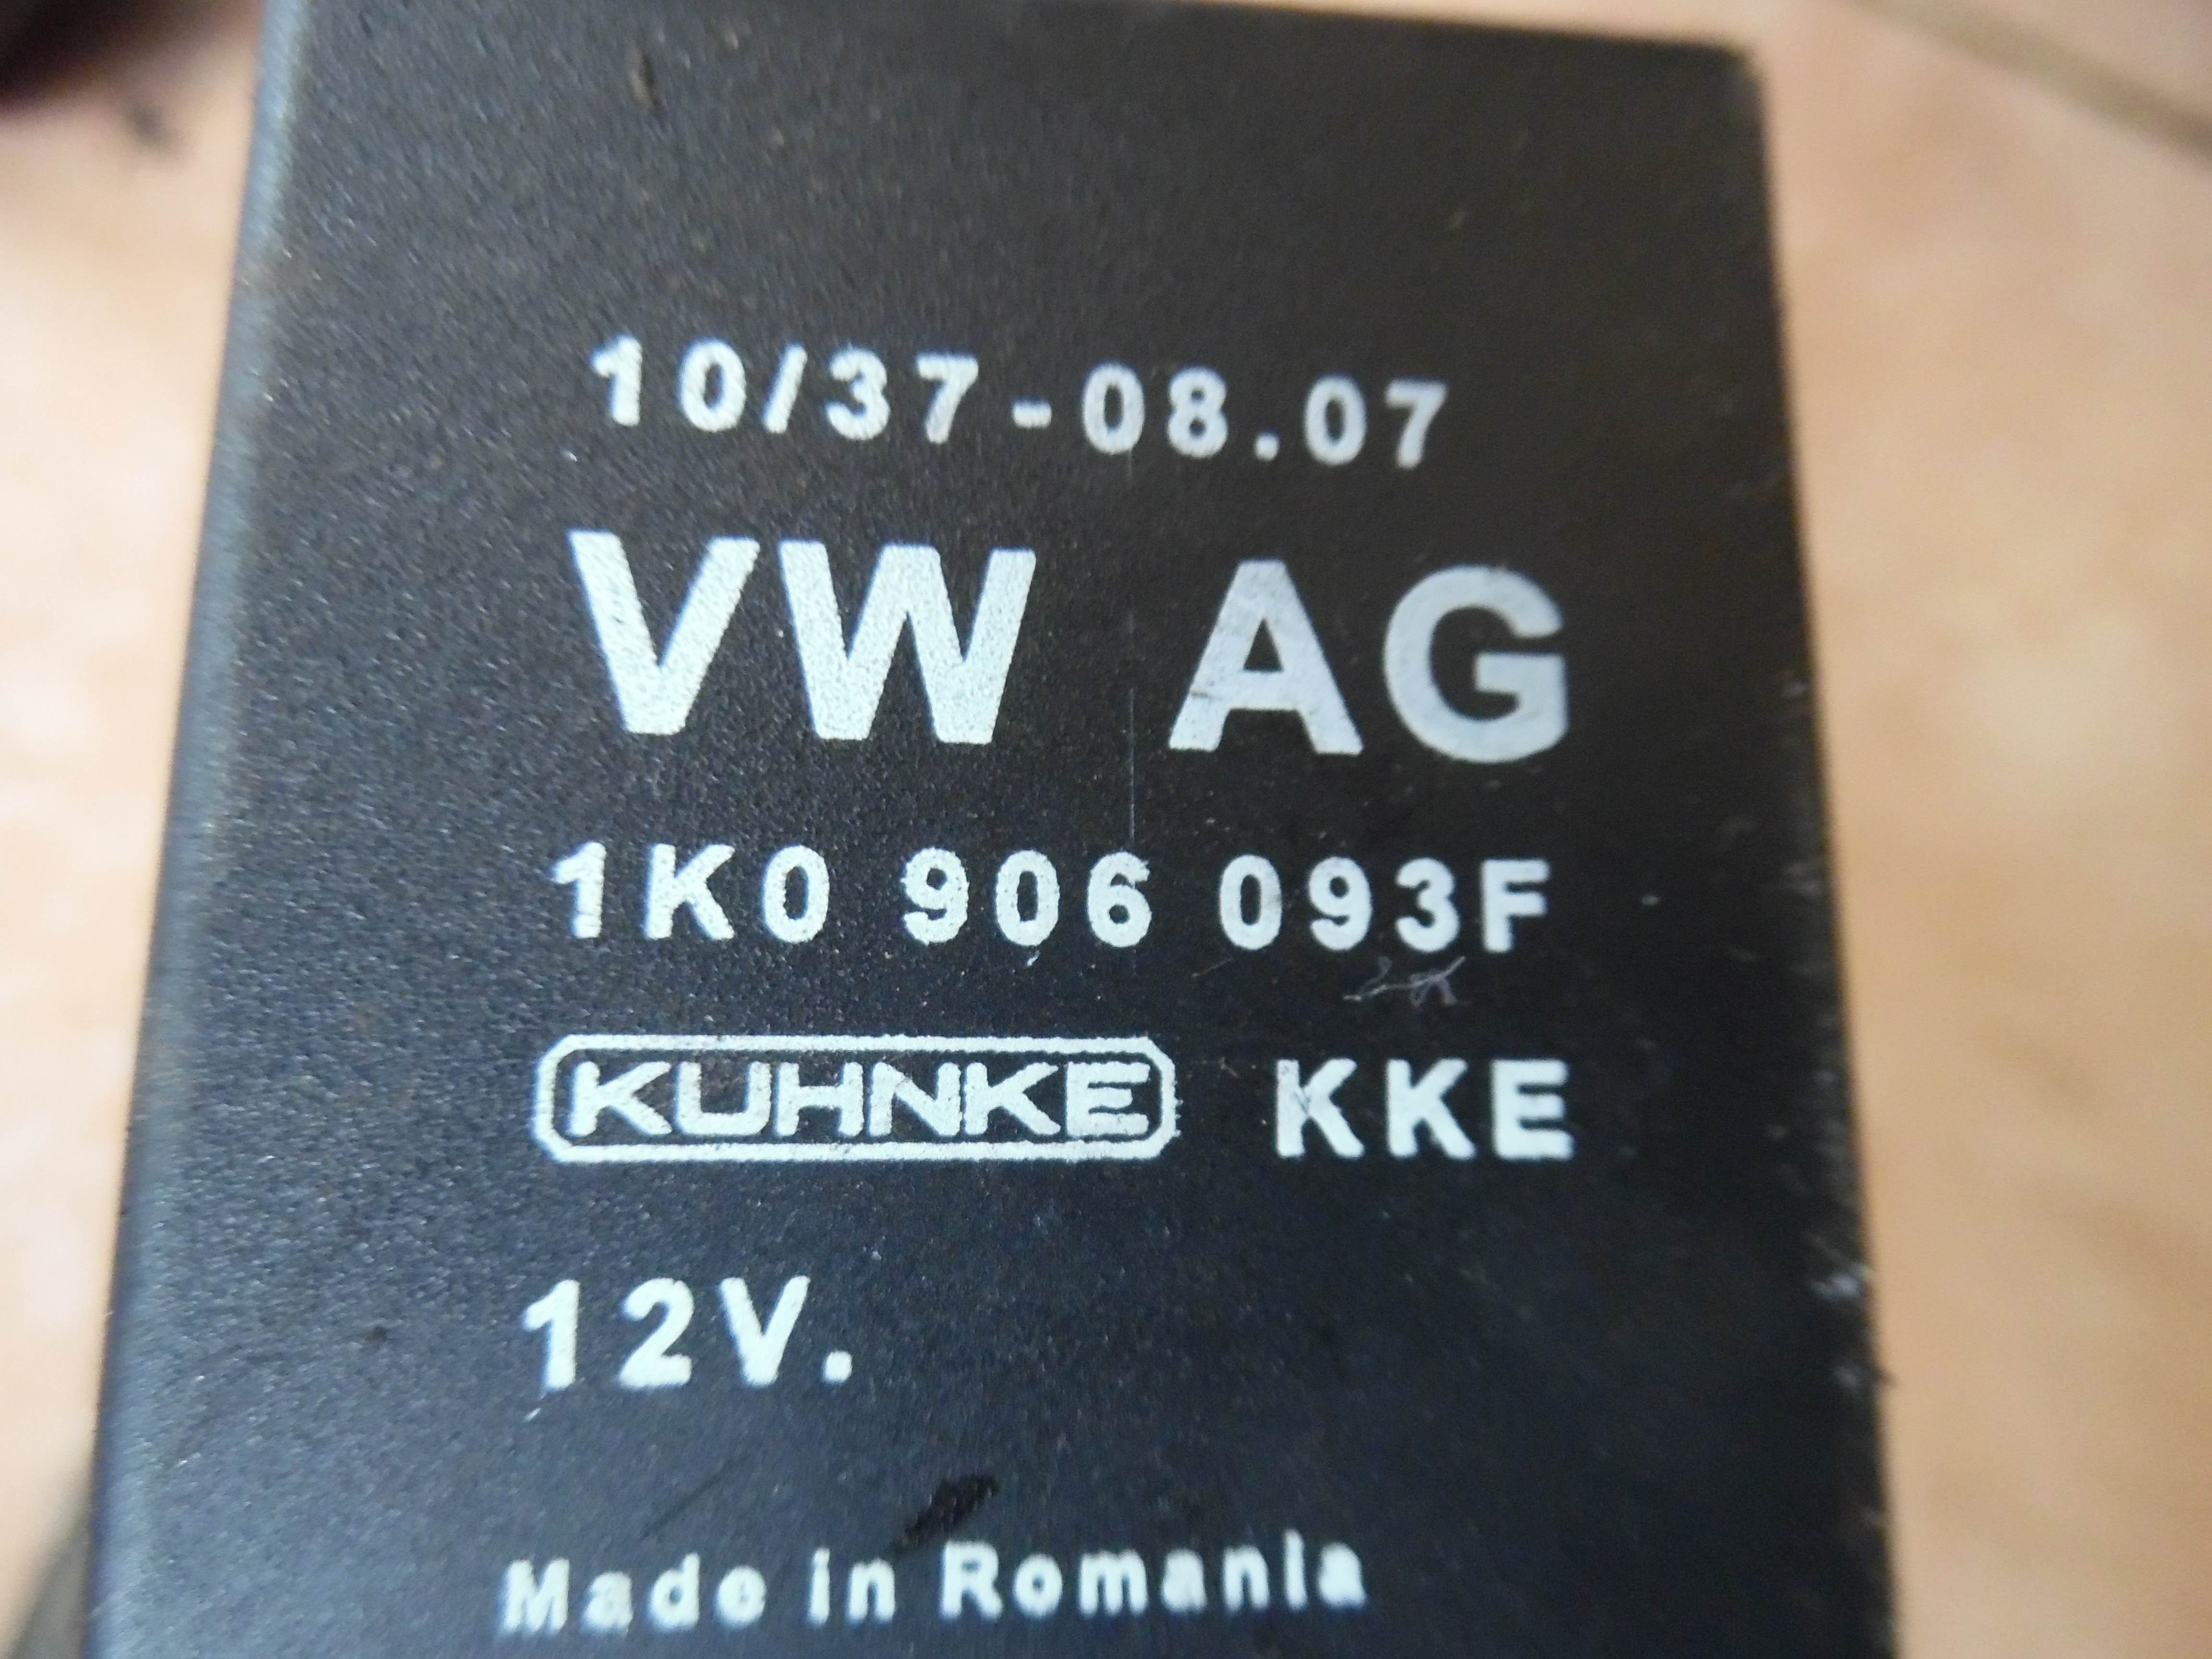 10/37-08.07
VW AG
1K0 906 093F
KUHNKE KKE
12V.
Made in Romania